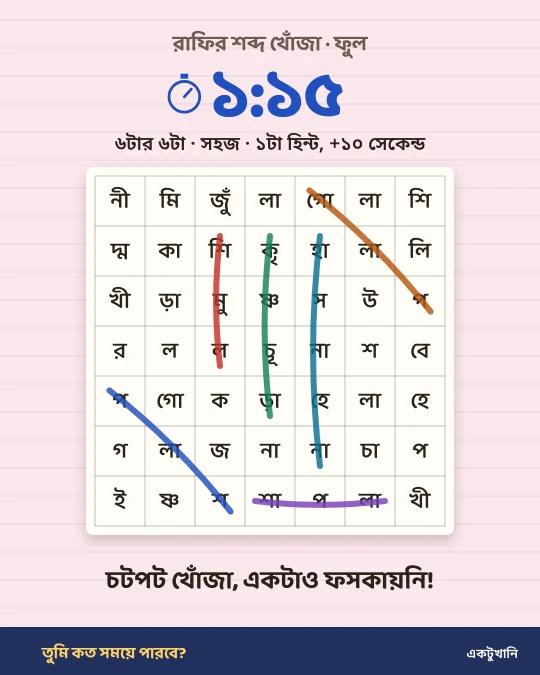 রাফির শব্দ খোঁজা · ফুল
১:১৫
৬টার ৬টা · সহজ · ১টা হিন্ট, +১০ সেকেন্ড
নী মি জুঁ লা গো লা শি
দ্ম কা শি কৃ হা লা লি
খী ড়া মু ষ্ণ স উ প
র ল ল চূ না শ বে
প গো ক ড়া হে লা হে
গ লা জ না না চা প
ই ষ্ণ শ শা প লা খী
চটপট খোঁজা, একটাও ফসকায়নি!
তুমি কত সময়ে পারবে?
একটুখানি